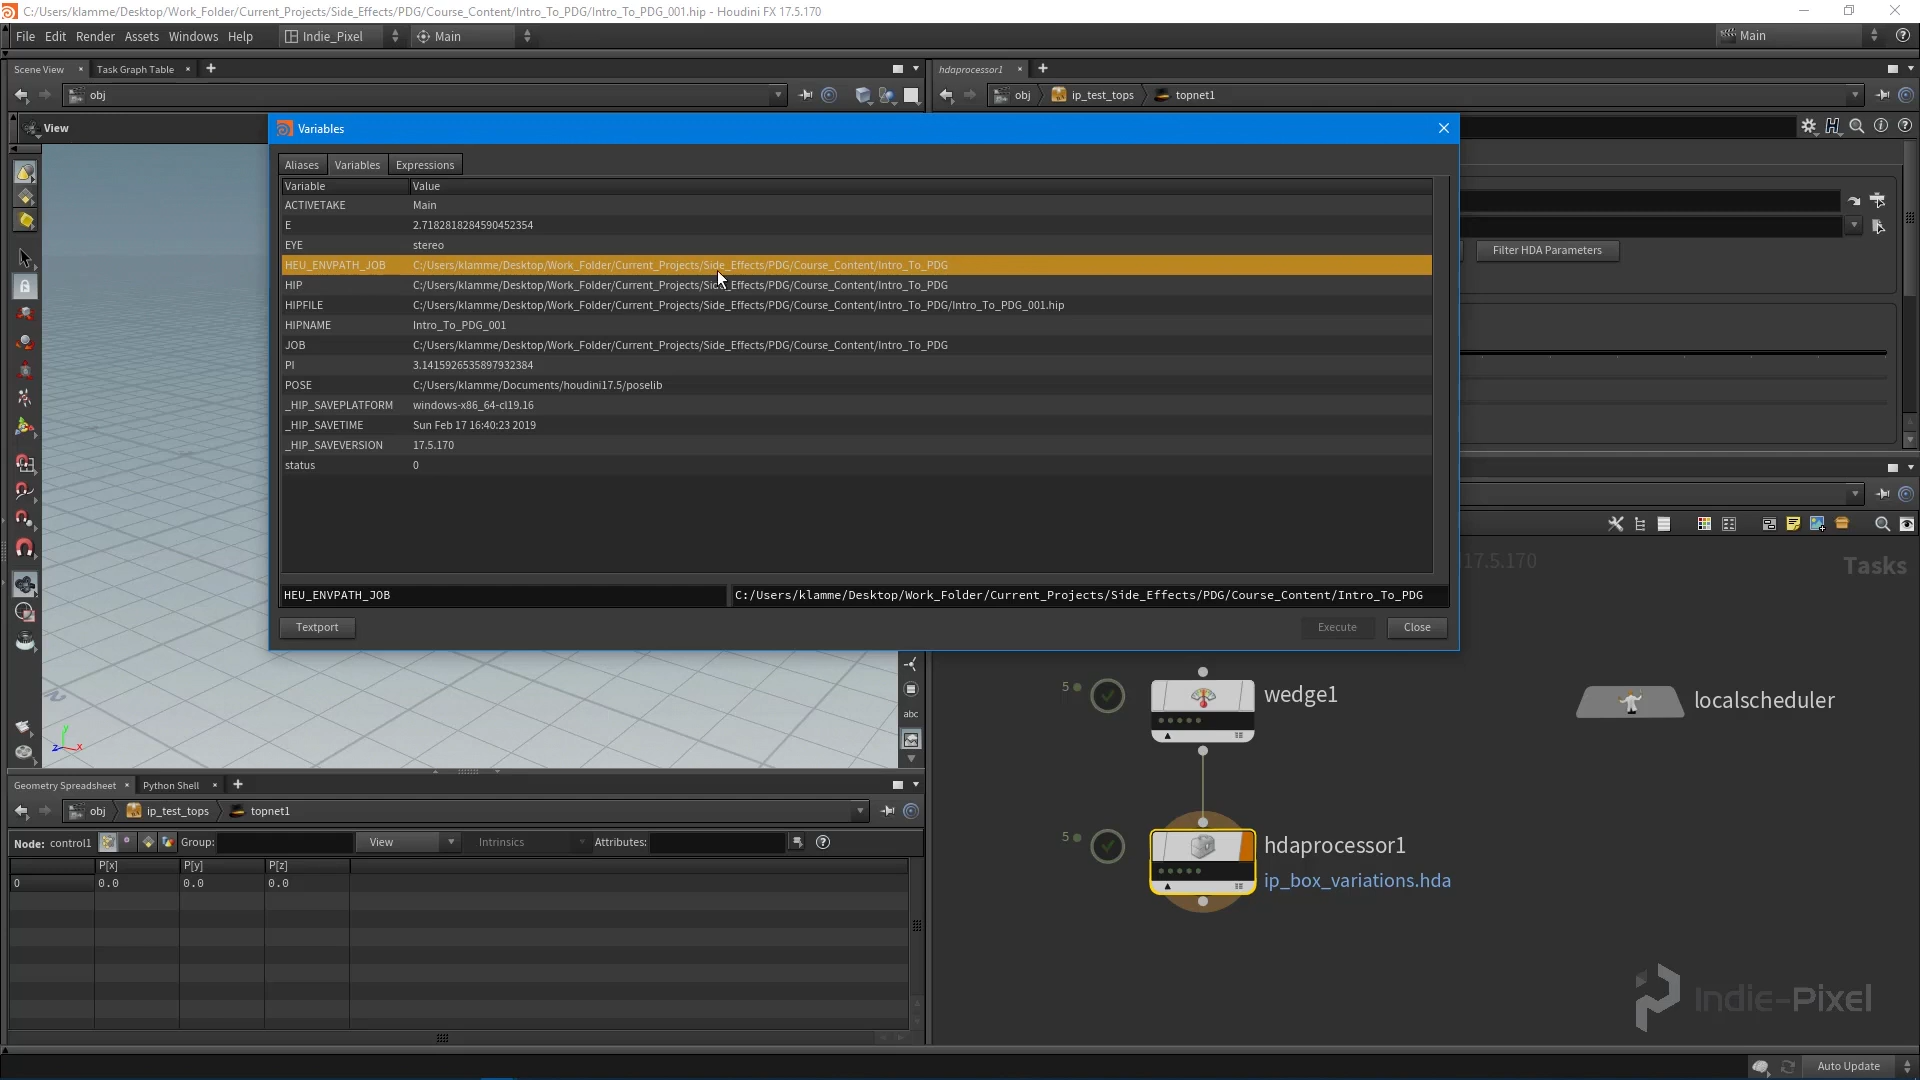 C:/Users/klamme/Desktop/Work_Folder/Current_Projects/Side_Effects/PDG/Course_Content/Intro_To_PDG/Intro_To_PDG_001.hip - Houdini FX 17.5.170
File Edit Render Assets Windows Help Indie_Pixel Main Main
Scene View Task Graph Table hdaprocessor1
obj obj ip_test_tops topnet1
View
Variables
Aliases Variables Expressions
Variable Value
ACTIVETAKE Main
E 2.7182818284590452354
EYE stereo
HEU_ENVPATH_JOB C:/Users/klamme/Desktop/Work_Folder/Current_Projects/Side_Effects/PDG/Course_Content/Intro_To_PDG
HIP C:/Users/klamme/Desktop/Work_Folder/Current_Projects/Side_Effects/PDG/Course_Content/Intro_To_PDG
HIPFILE C:/Users/klamme/Desktop/Work_Folder/Current_Projects/Side_Effects/PDG/Course_Content/Intro_To_PDG/Intro_To_PDG_001.hip
HIPNAME Intro_To_PDG_001
JOB C:/Users/klamme/Desktop/Work_Folder/Current_Projects/Side_Effects/PDG/Course_Content/Intro_To_PDG
PI 3.1415926535897932384
POSE C:/Users/klamme/Documents/houdini17.5/poselib
_HIP_SAVEPLATFORM windows-x86_64-cl19.16
_HIP_SAVETIME Sun Feb 17 16:40:23 2019
_HIP_SAVEVERSION 17.5.170
status 0
HEU_ENVPATH_JOB C:/Users/klamme/Desktop/Work_Folder/Current_Projects/Side_Effects/PDG/Course_Content/Intro_To_PDG
Textport Execute Close
Filter HDA Parameters
17.5.170 Tasks
5 wedge1
localscheduler
5 hdaprocessor1
ip_box_variations.hda
abc
z y x
Geometry Spreadsheet Python Shell
obj ip_test_tops topnet1
Node: control1 Group: View Intrinsics Attributes:
P[x] P[y] P[z]
0 0.0 0.0 0.0
Indie-Pixel
Auto Update